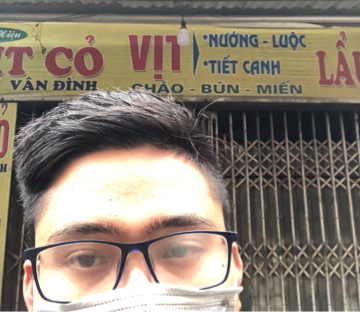 VỊT CỎ
VÂN ĐÌNH
VỊT
*NƯỚNG - LUỘC
*TIẾT CANH
CHÁO - BÚN - MIẾN
LẨU